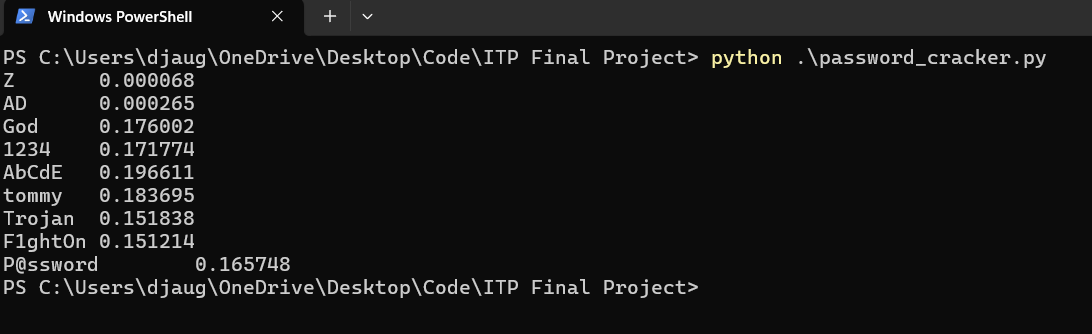 Windows PowerShell
PS C:\Users\djaug\OneDrive\Desktop\Code\ITP Final Project> python .\password_cracker.py
Z 0.000068
AD 0.000265
God 0.176002
1234 0.171774
AbCdE 0.196611
tommy 0.183695
Trojan 0.151838
F1ghtOn 0.151214
P@ssword 0.165748
PS C:\Users\djaug\OneDrive\Desktop\Code\ITP Final Project>